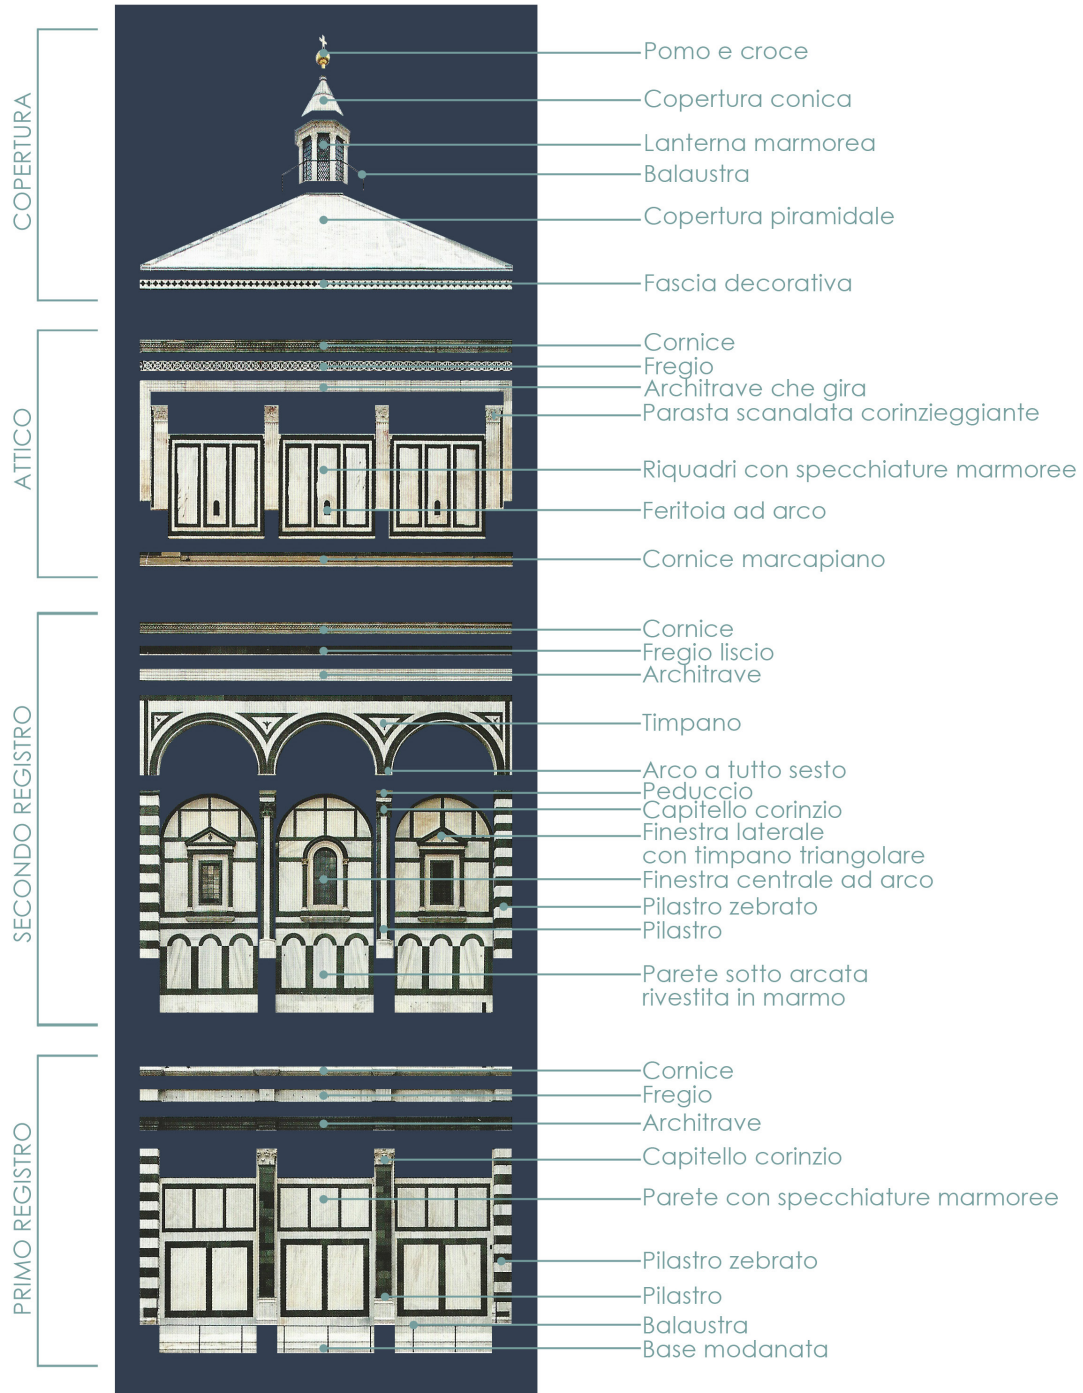 COPERTURA
Pomo e croce
Copertura conica
Lanterna marmorea
Balaustra
Copertura piramidale
Fascia decorativa
ATTICO
Cornice
Fregio
Architrave che gira
Parasta scanalata corinzieggiante
Riquadri con specchiature marmoree
Feritoia ad arco
Cornice marcapiano
SECONDO REGISTRO
Cornice
Fregio liscio
Architrave
Timpano
Arco a tutto sesto
Peduccio
Capitello corinzio
Finestra laterale
con timpano triangolare
Finestra centrale ad arco
Pilastro zebrato
Pilastro
Parete sotto arcata
rivestita in marmo
PRIMO REGISTRO
Cornice
Fregio
Architrave
Capitello corinzio
Parete con specchiature marmoree
Pilastro zebrato
Pilastro
Balaustra
Base modanata